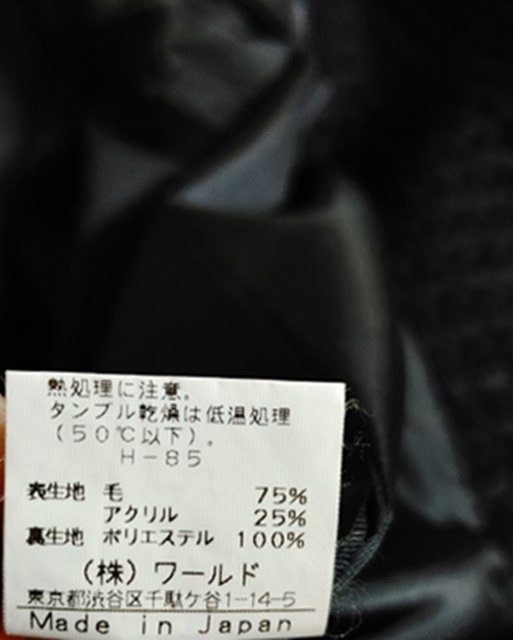 熱処理に注意。
タンブル乾燥は低温処理
(50℃以下)。
H-85
表生地 毛 75%
アクリル 25%
裏生地 ポリエステル 100%
(株)ワールド
東京都渋谷区千駄ケ谷1-14-5
Made in Japan